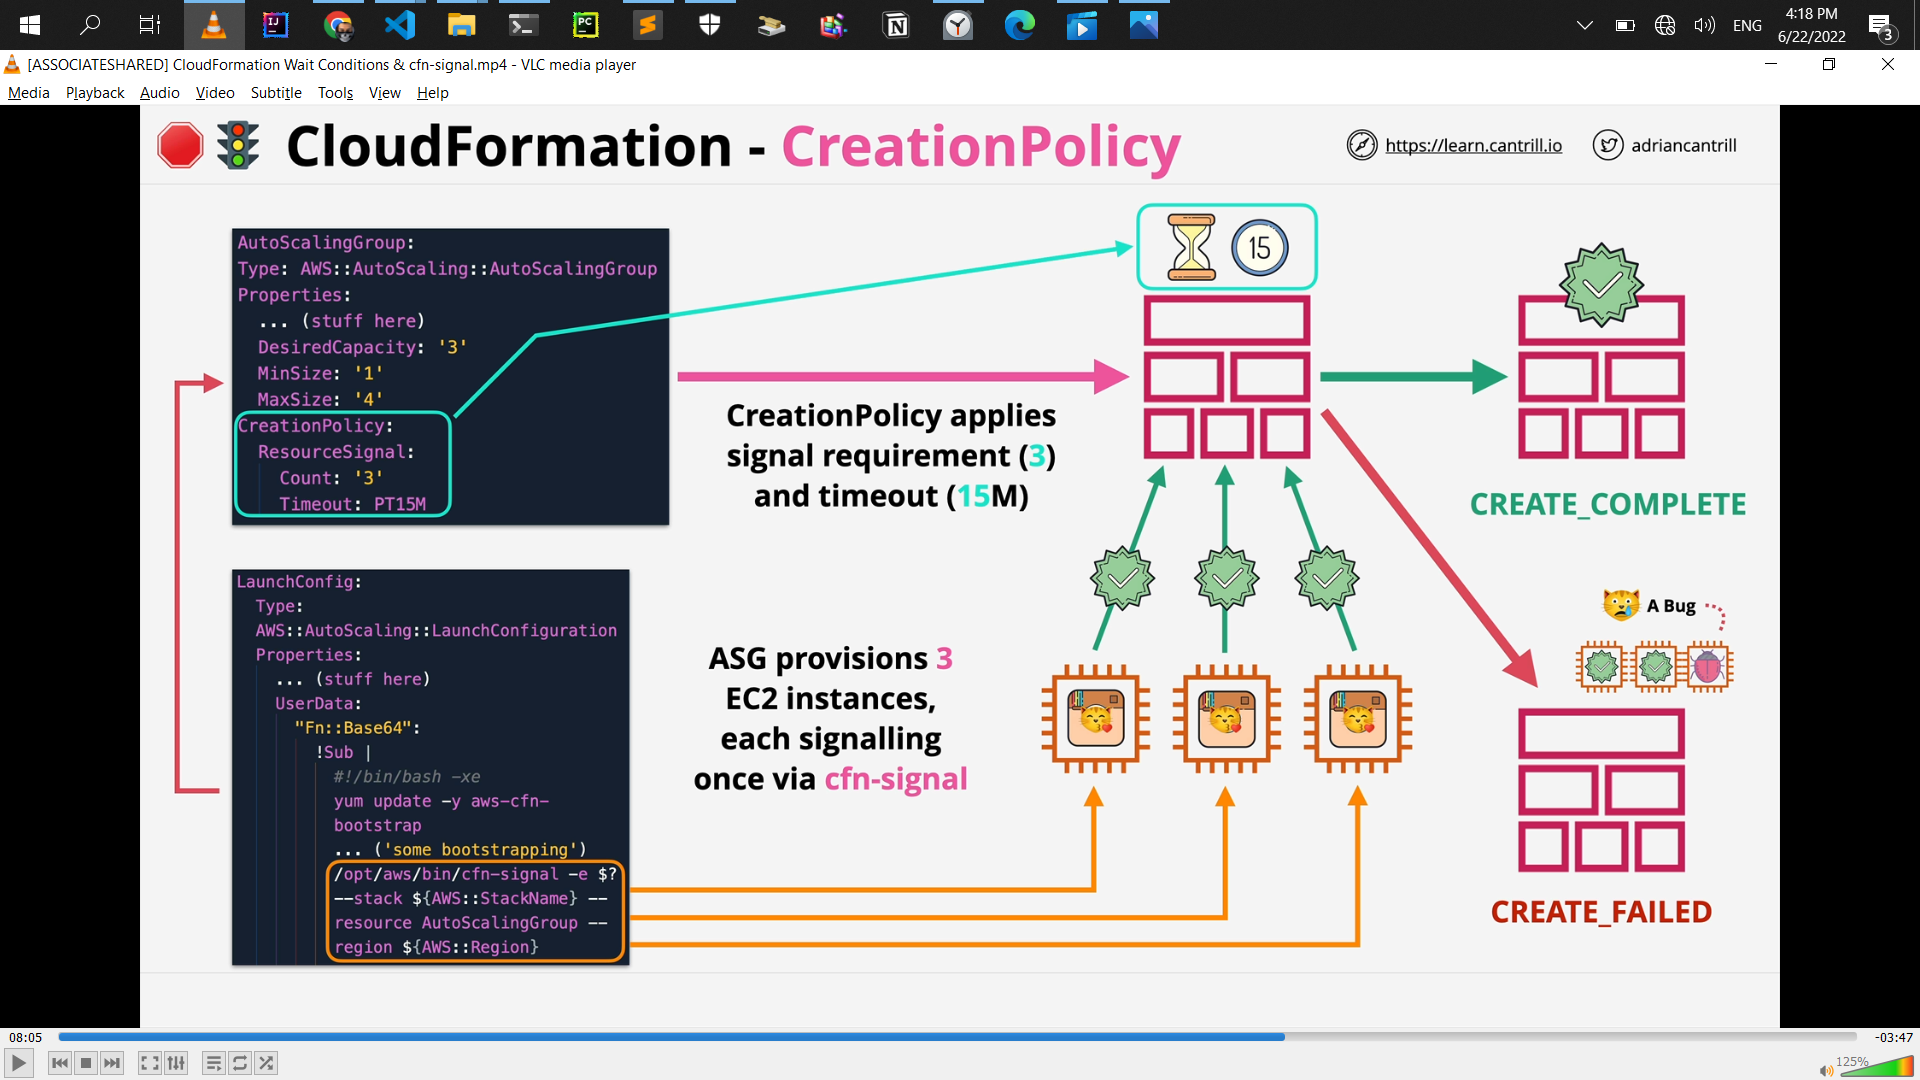 ENG
4:18 PM
6/22/2022
3
[ASSOCIATESHARED] CloudFormation Wait Conditions & cfn-signal.mp4 - VLC media player
Media Playback Audio Video Subtitle Tools View Help
CloudFormation - CreationPolicy
https://learn.cantrill.io
adriancantrill
AutoScalingGroup:
Type: AWS::AutoScaling::AutoScalingGroup
Properties:
... (stuff here)
DesiredCapacity: '3'
MinSize: '1'
MaxSize: '4'
CreationPolicy:
ResourceSignal:
Count: '3'
Timeout: PT15M
15
CreationPolicy applies
signal requirement (3)
and timeout (15M)
CREATE_COMPLETE
LaunchConfig:
Type:
AWS::AutoScaling::LaunchConfiguration
Properties:
... (stuff here)
UserData:
"Fn::Base64":
!Sub |
#!/bin/bash -xe
yum update -y aws-cfn-
bootstrap
... ('some bootstrapping')
/opt/aws/bin/cfn-signal -e $?
--stack ${AWS::StackName} --
resource AutoScalingGroup --
region ${AWS::Region}
ASG provisions 3
EC2 instances,
each signalling
once via cfn-signal
A Bug
CREATE_FAILED
08:05
-03:47
125%